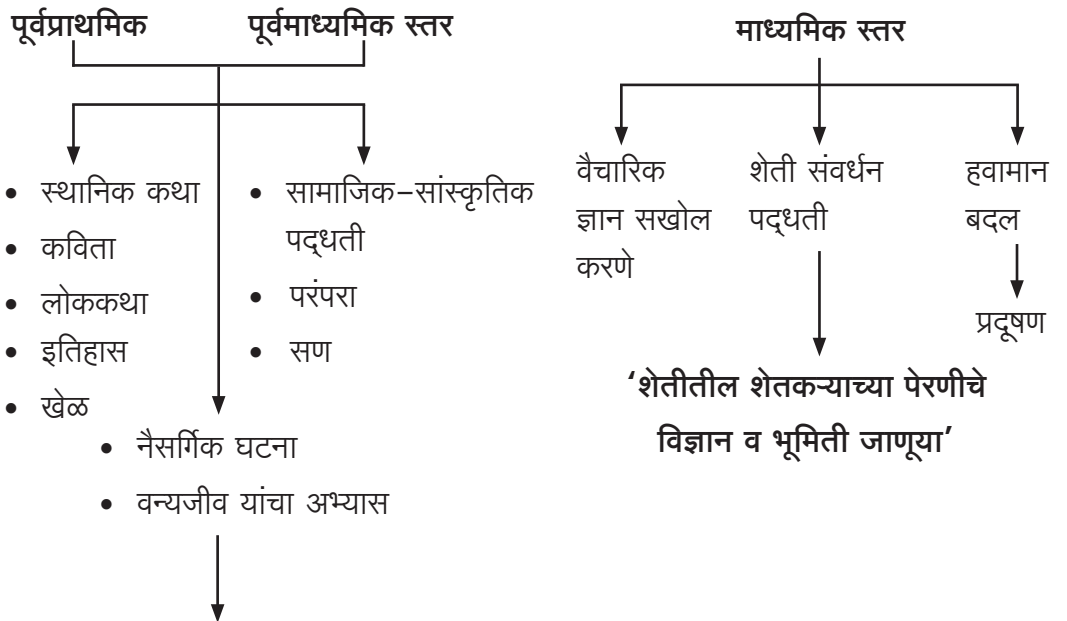 पूर्वप्राथमिक
पूर्वमाध्यमिक स्तर
• स्थानिक कथा
• कविता
• लोककथा
• इतिहास
• खेळ
• सामाजिक–सांस्कृतिक
पद्धती
• परंपरा
• सण
• नैसर्गिक घटना
• वन्यजीव यांचा अभ्यास
माध्यमिक स्तर
वैचारिक
ज्ञान सखोल
करणे
शेती संवर्धन
पद्धती
हवामान
बदल
प्रदूषण
‘शेतीतील शेतकऱ्याच्या पेरणीचे
विज्ञान व भूमिती जाणूया’